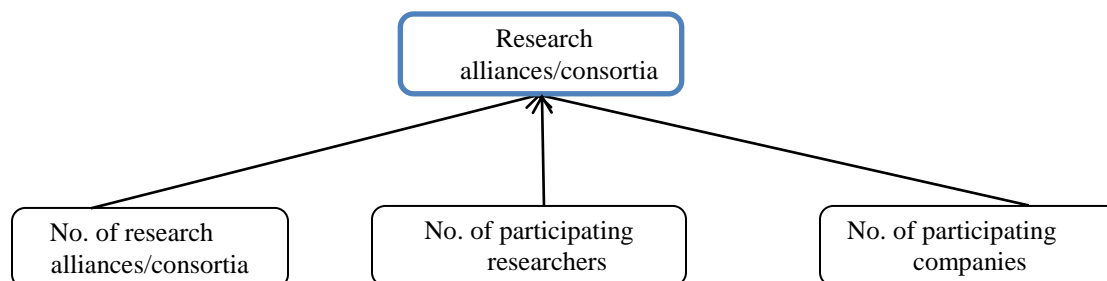 Research
alliances/consortia
No. of research
alliances/consortia
No. of participating
researchers
No. of participating
companies